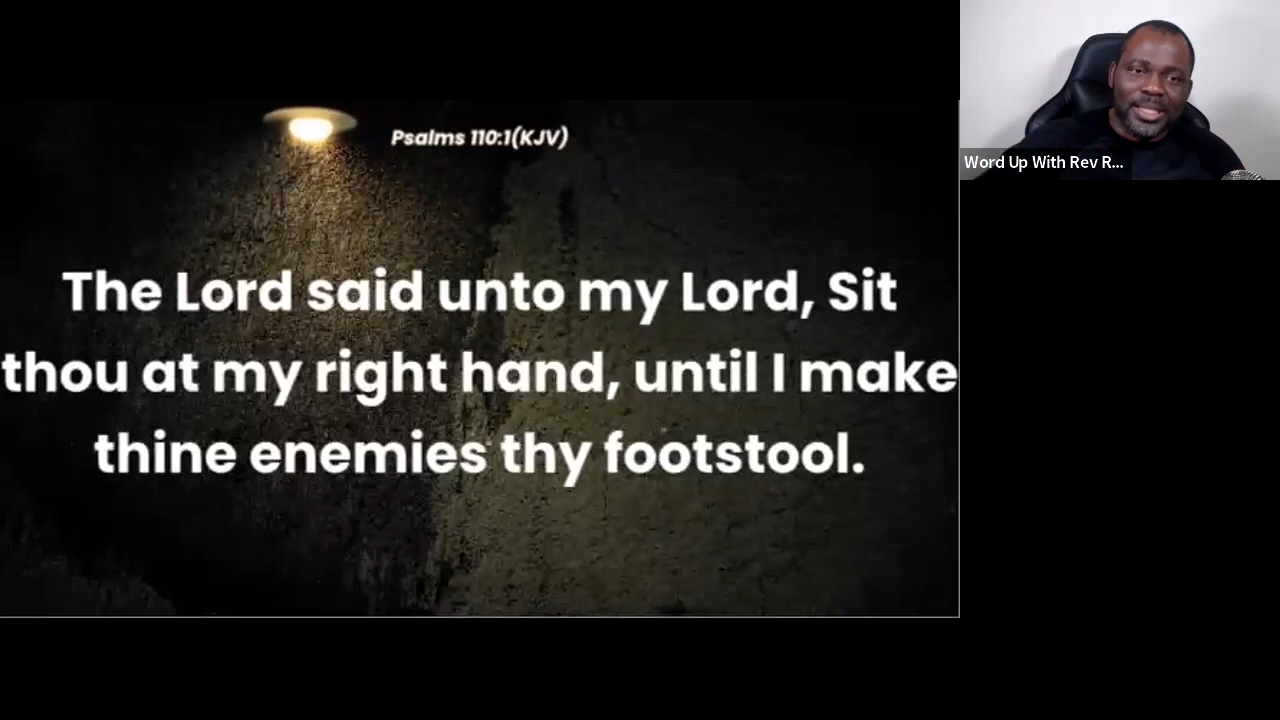 Psalms 110:1(KJV)
The Lord said unto my Lord, Sit
thou at my right hand, until I make
thine enemies thy footstool.
Word Up With Rev R...